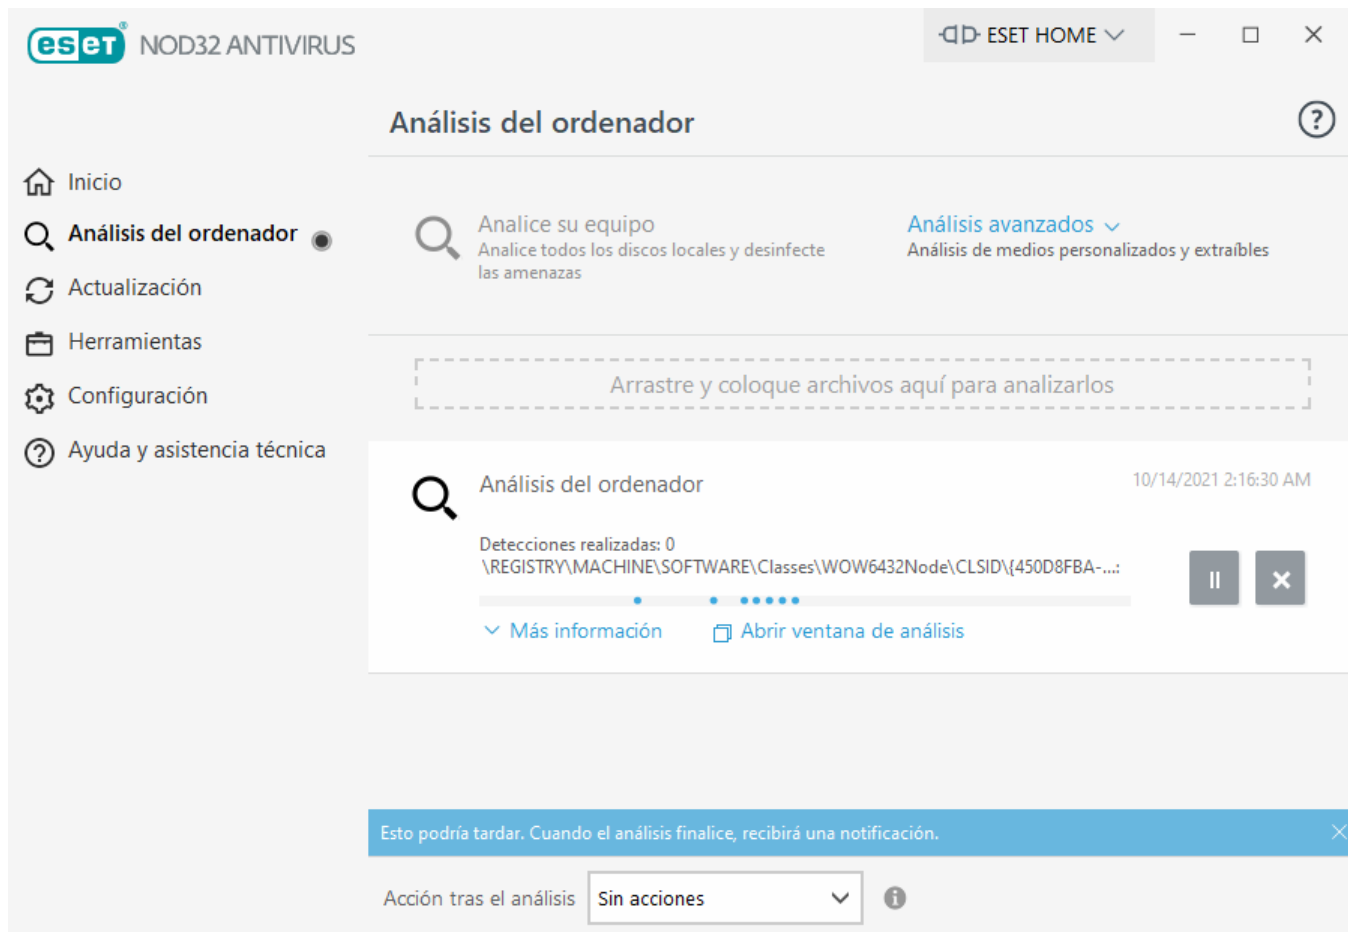 eseT® NOD32 ANTIVIRUS
ESET HOME
Análisis del ordenador
?
Inicio
Análisis del ordenador
Actualización
Herramientas
Configuración
Ayuda y asistencia técnica
Analice su equipo
Analice todos los discos locales y desinfecte
las amenazas
Análisis avanzados
Análisis de medios personalizados y extraíbles
Arrastre y coloque archivos aquí para analizarlos
Análisis del ordenador
10/14/2021 2:16:30 AM
Detecciones realizadas: 0
\REGISTRY\MACHINE\SOFTWARE\Classes\WOW6432Node\CLSID\{450D8FBA-...:
Más información
Abrir ventana de análisis
Esto podría tardar. Cuando el análisis finalice, recibirá una notificación.
Acción tras el análisis
Sin acciones